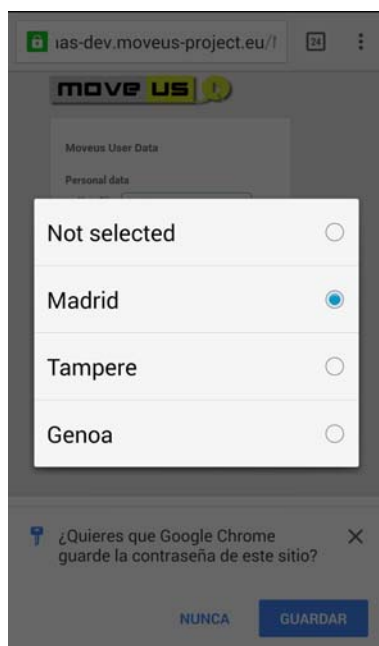 nas-dev.moveus-project.eu/
24
move us
Moveus User Data
Personal data
Not selected
Madrid
Tampere
Genoa
¿Quieres que Google Chrome
guarde la contraseña de este sitio?
NUNCA
GUARDAR